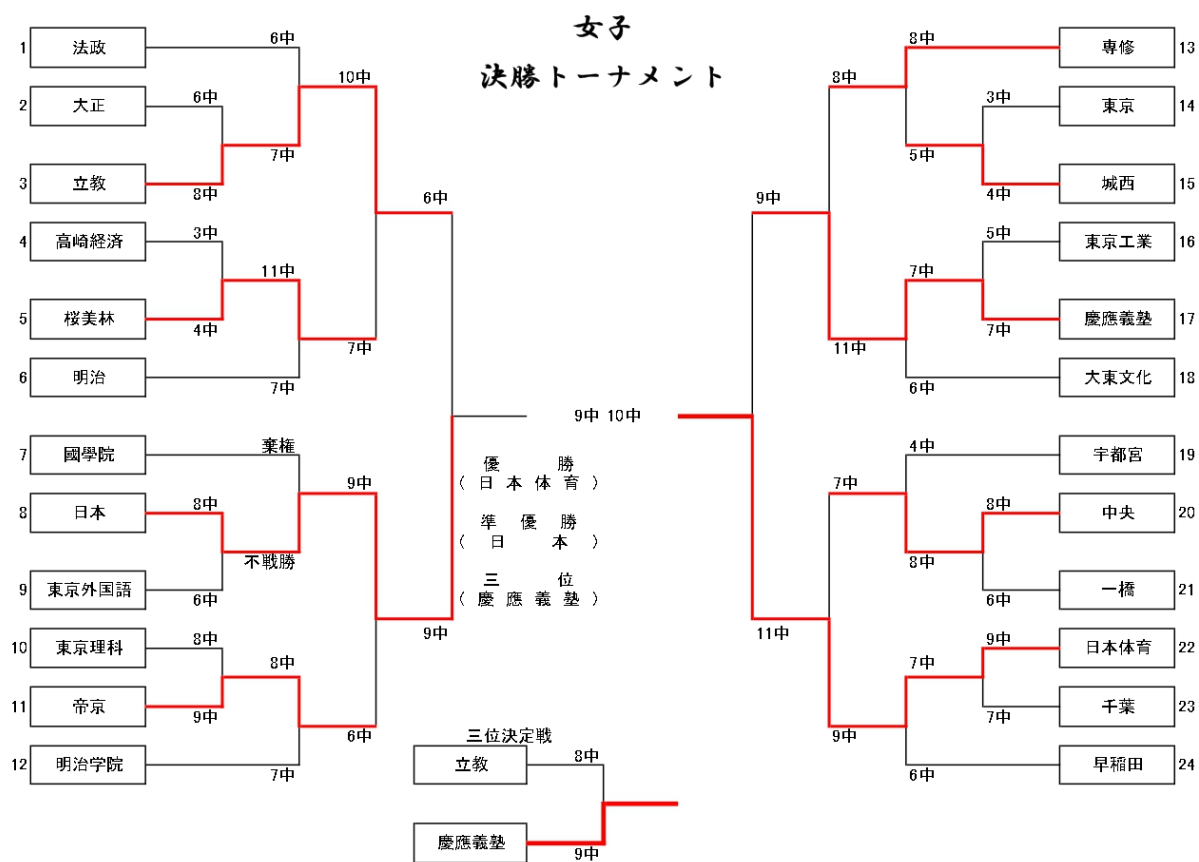 女子
決勝トーナメント
1 法政 6中
10中
2 大正 6中
7中
3 立教 8中
6中
4 高崎経済 3中
11中
5 桜美林 4中
7中
6 明治 7中
7 國學院 棄権
9中
8 日本 8中
不戦勝
9 東京外国語 6中
9中
10 東京理科 8中
8中
11 帝京 9中
6中
12 明治学院 7中
8中 専修 13
8中
3中 東京 14
5中
4中 城西 15
9中
5中 東京工業 16
7中
7中 慶應義塾 17
11中
6中 大東文化 18
9中 10中
4中 宇都宮 19
7中
8中 中央 20
8中
6中 一橋 21
11中
9中 日本体育 22
7中
7中 千葉 23
9中
6中 早稲田 24
優勝
(日本体育)
準優勝
(日本)
三位
(慶應義塾)
三位決定戦
立教 8中
慶應義塾 9中